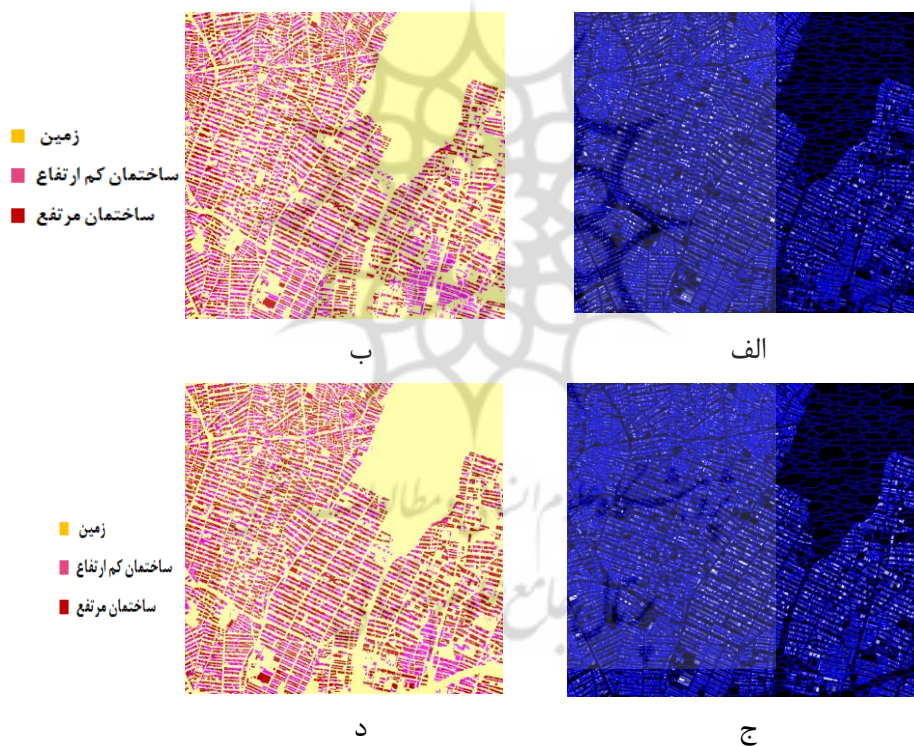 زمین
ساختمان کم ارتفاع
ساختمان مرتفع
الف
ب
زمین
ساختمان کم ارتفاع
ساختمان مرتفع
ج
د